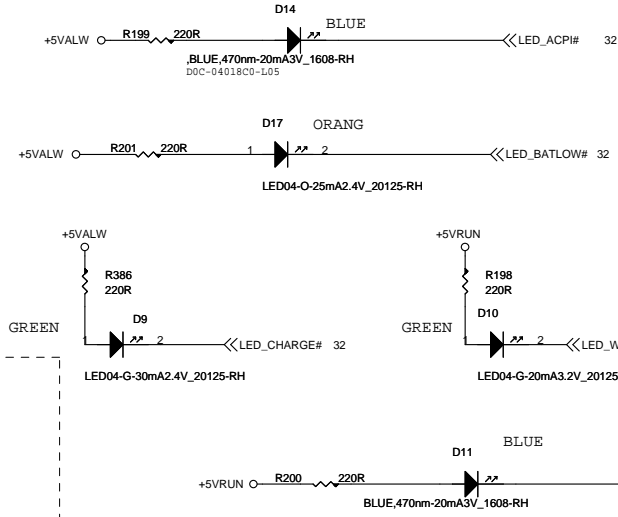 D14
BLUE
+5VALW R199 220R LED_ACPI# 32
,BLUE,470nm-20mA3V_1608-RH
D0C-04018C0-L05
D17 ORANG
+5VALW R201 220R 1 2 LED_BATLOW# 32
LED04-O-25mA2.4V_20125-RH
+5VALW +5VRUN
R386 R198
220R 220R
D9 D10
GREEN GREEN
1 2 LED_CHARGE# 32 1 2 LED_W
LED04-G-30mA2.4V_20125-RH LED04-G-20mA3.2V_20125
BLUE
D11
+5VRUN R200 220R
BLUE,470nm-20mA3V_1608-RH